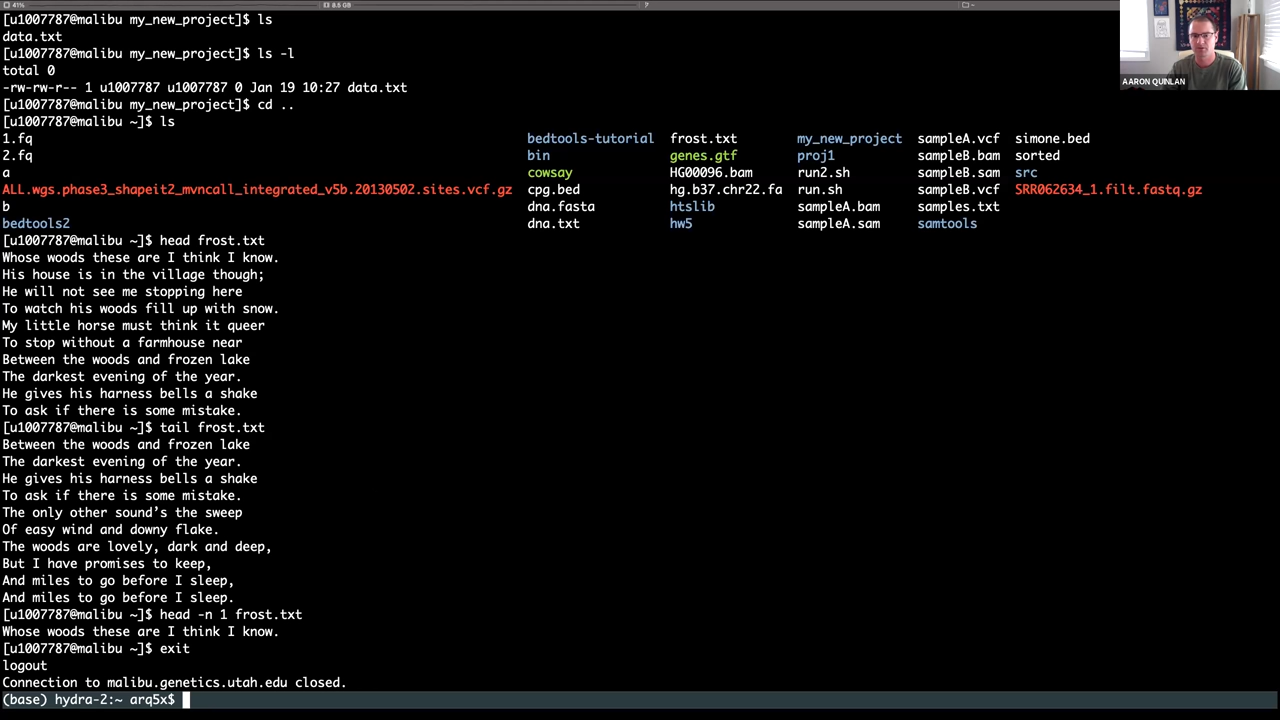 41%
8.5 GB
[u1007787@malibu my_new_project]$ ls
data.txt
[u1007787@malibu my_new_project]$ ls -l
total 0
-rw-rw-r-- 1 u1007787 u1007787 0 Jan 19 10:27 data.txt
[u1007787@malibu my_new_project]$ cd ..
[u1007787@malibu ~]$ ls
1.fq bedtools-tutorial frost.txt my_new_project sampleA.vcf simone.bed
2.fq bin genes.gtf proj1 sampleB.bam sorted
a cowsay HG00096.bam run2.sh sampleB.sam src
ALL.wgs.phase3_shapeit2_mvncall_integrated_v5b.20130502.sites.vcf.gz cpg.bed hg.b37.chr22.fa run.sh sampleB.vcf SRR062634_1.filt.fastq.gz
b dna.fasta htslib sampleA.bam samples.txt
bedtools2 dna.txt hw5 sampleA.sam samtools
[u1007787@malibu ~]$ head frost.txt
Whose woods these are I think I know.
His house is in the village though;
He will not see me stopping here
To watch his woods fill up with snow.
My little horse must think it queer
To stop without a farmhouse near
Between the woods and frozen lake
The darkest evening of the year.
He gives his harness bells a shake
To ask if there is some mistake.
[u1007787@malibu ~]$ tail frost.txt
Between the woods and frozen lake
The darkest evening of the year.
He gives his harness bells a shake
To ask if there is some mistake.
The only other sound’s the sweep
Of easy wind and downy flake.
The woods are lovely, dark and deep,
But I have promises to keep,
And miles to go before I sleep,
And miles to go before I sleep.
[u1007787@malibu ~]$ head -n 1 frost.txt
Whose woods these are I think I know.
[u1007787@malibu ~]$ exit
logout
Connection to malibu.genetics.utah.edu closed.
(base) hydra-2:~ arq5x$
AARON QUINLAN